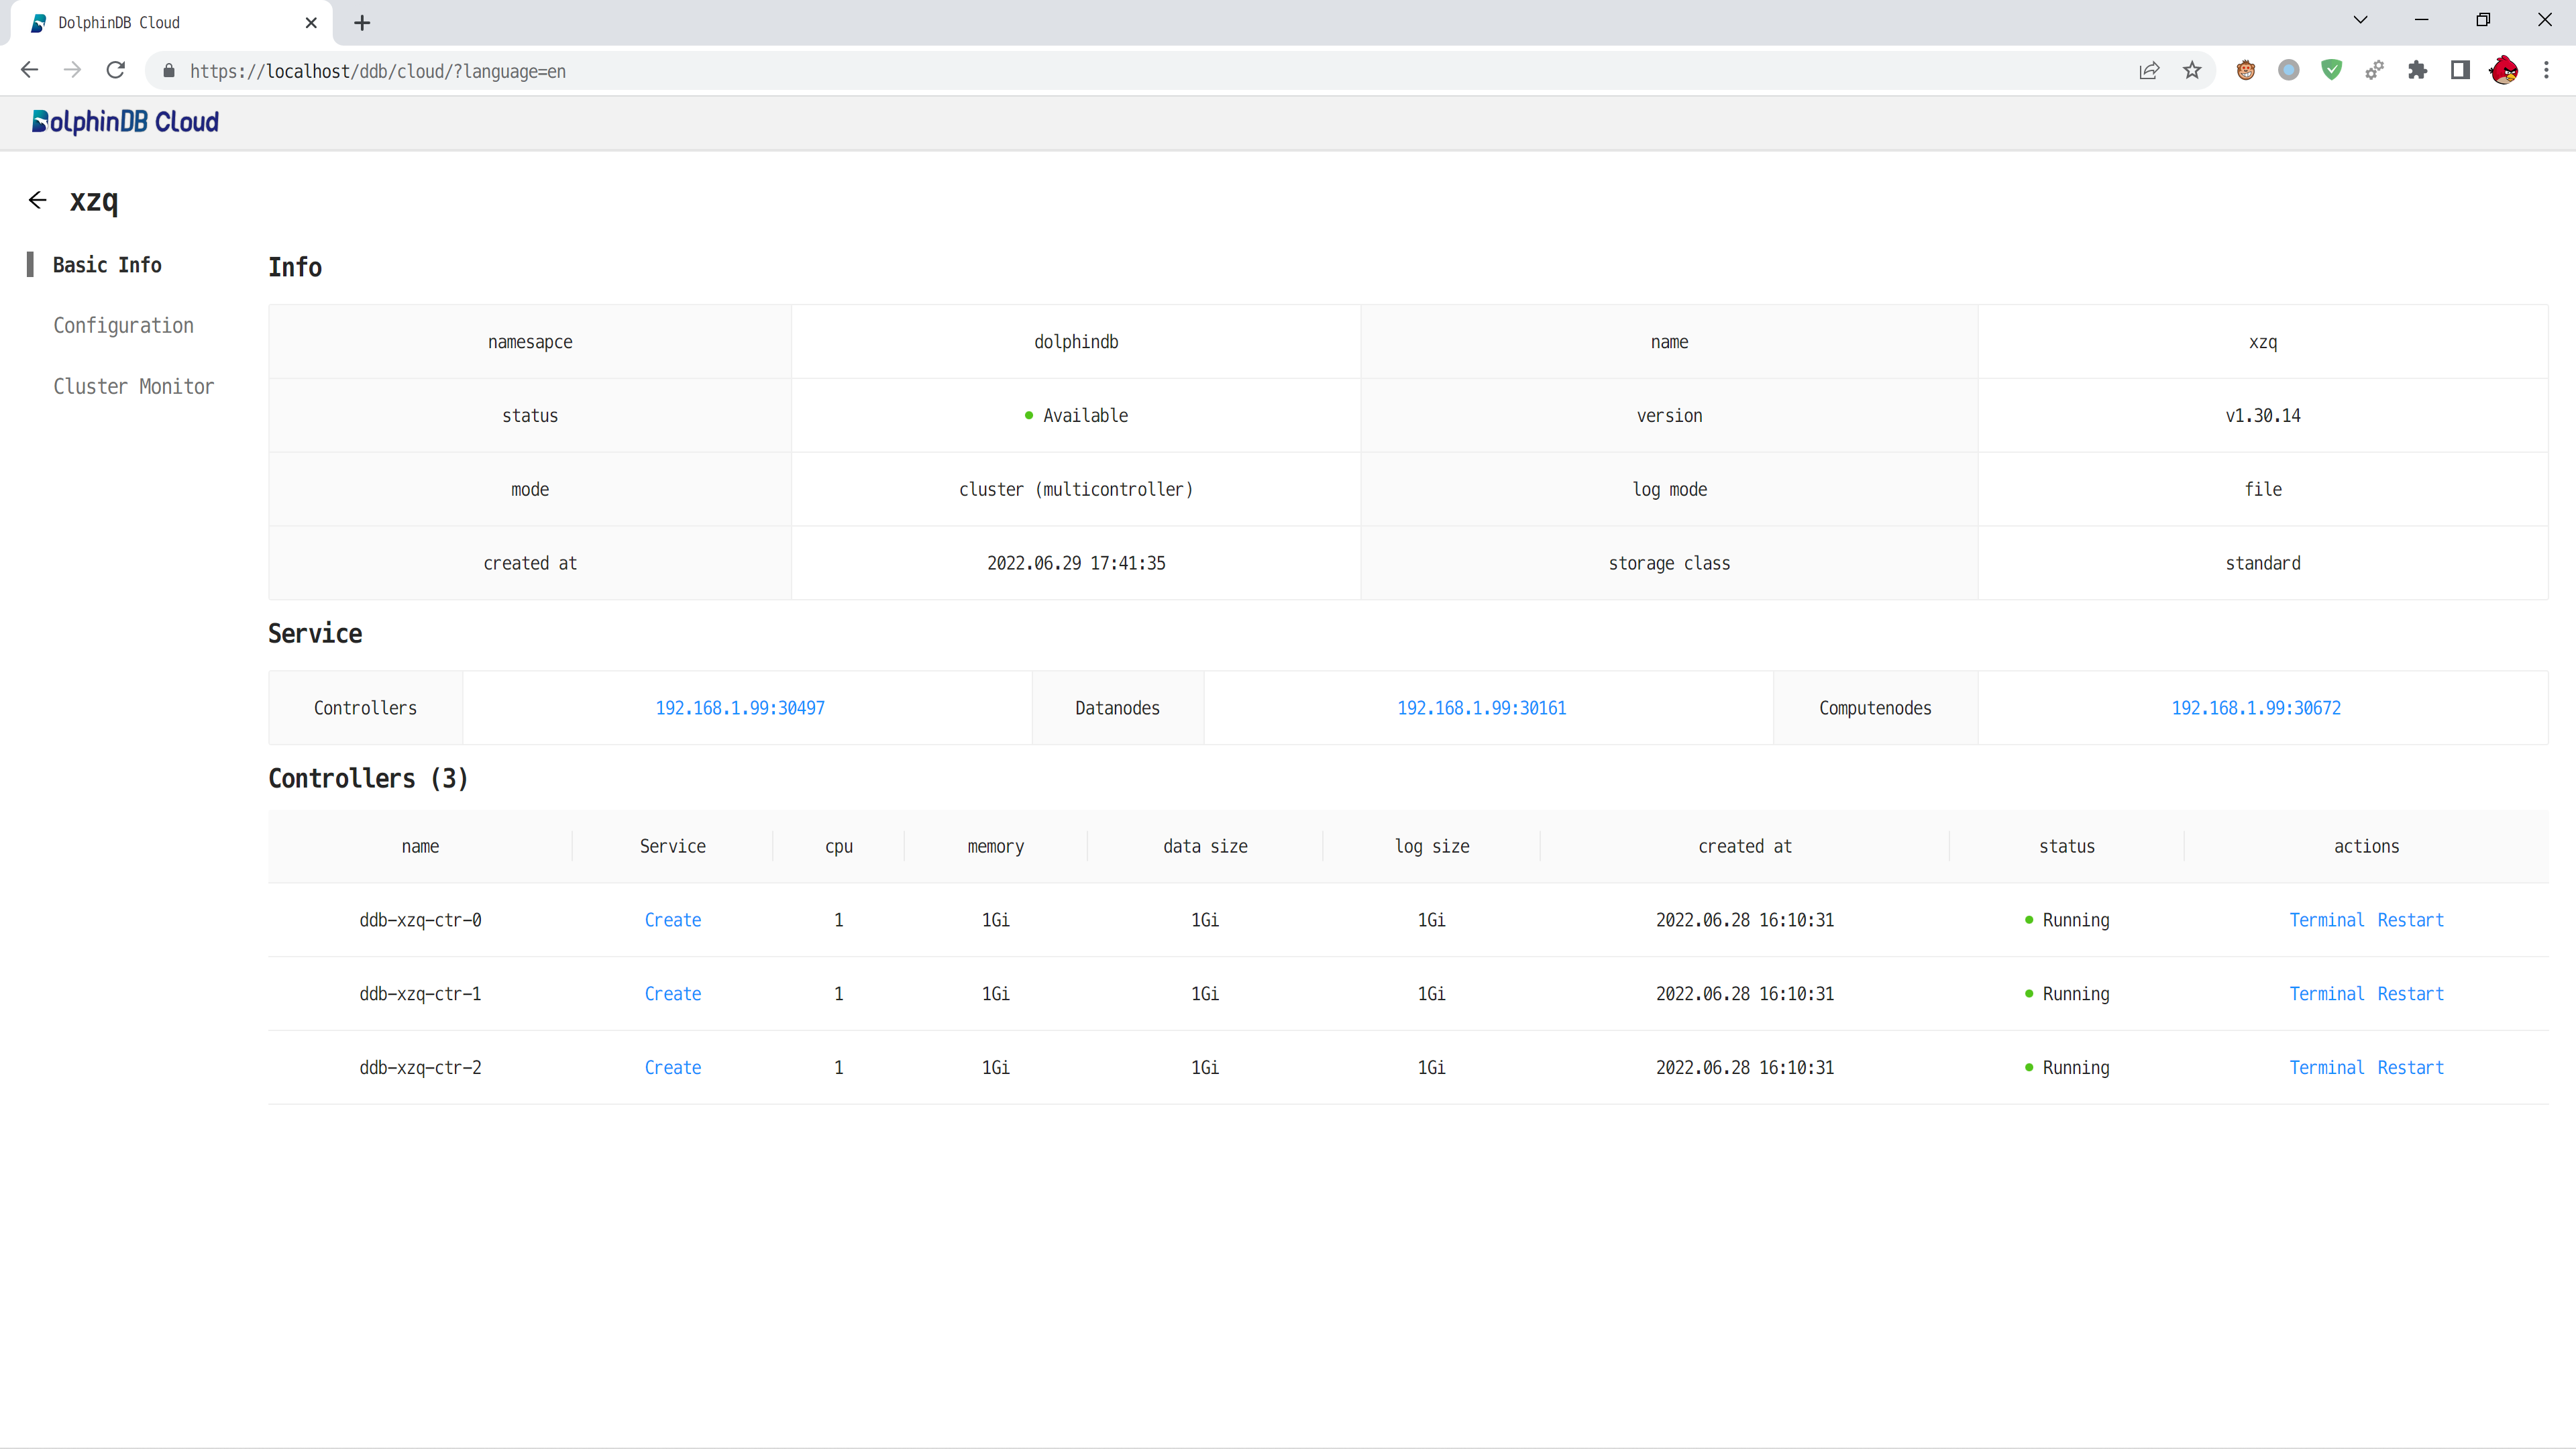 DolphinDB Cloud
https://localhost/ddb/cloud/?language=en
DolphinDB Cloud
xzq
Basic Info
Configuration
Cluster Monitor
Info
namesapce dolphindb name xzq
status Available version v1.30.14
mode cluster (multicontroller) log mode file
created at 2022.06.29 17:41:35 storage class standard
Service
Controllers 192.168.1.99:30497 Datanodes 192.168.1.99:30161 Computenodes 192.168.1.99:30672
Controllers (3)
name Service cpu memory data size log size created at status actions
ddb-xzq-ctr-0 Create 1 1Gi 1Gi 1Gi 2022.06.28 16:10:31 Running Terminal Restart
ddb-xzq-ctr-1 Create 1 1Gi 1Gi 1Gi 2022.06.28 16:10:31 Running Terminal Restart
ddb-xzq-ctr-2 Create 1 1Gi 1Gi 1Gi 2022.06.28 16:10:31 Running Terminal Restart